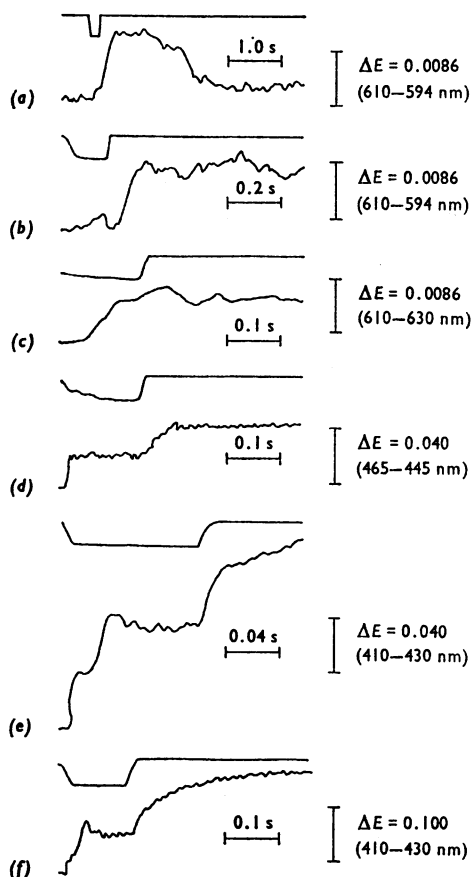 1.0 s
ΔE = 0.0086
(610–594 nm)
(a)
0.2 s
ΔE = 0.0086
(610–594 nm)
(b)
0.1 s
ΔE = 0.0086
(610–630 nm)
(c)
0.1 s
ΔE = 0.040
(465–445 nm)
(d)
0.04 s
ΔE = 0.040
(410–430 nm)
(e)
0.1 s
ΔE = 0.100
(410–430 nm)
(f)